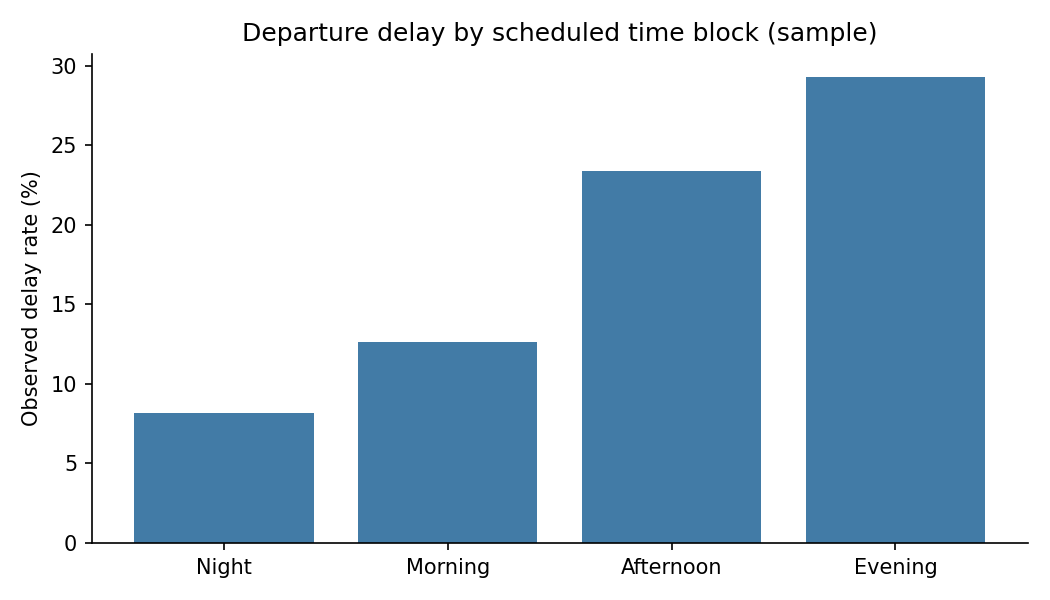 Departure delay by scheduled time block (sample)
Observed delay rate (%)
30
25
20
15
10
5
0
Night Morning Afternoon Evening